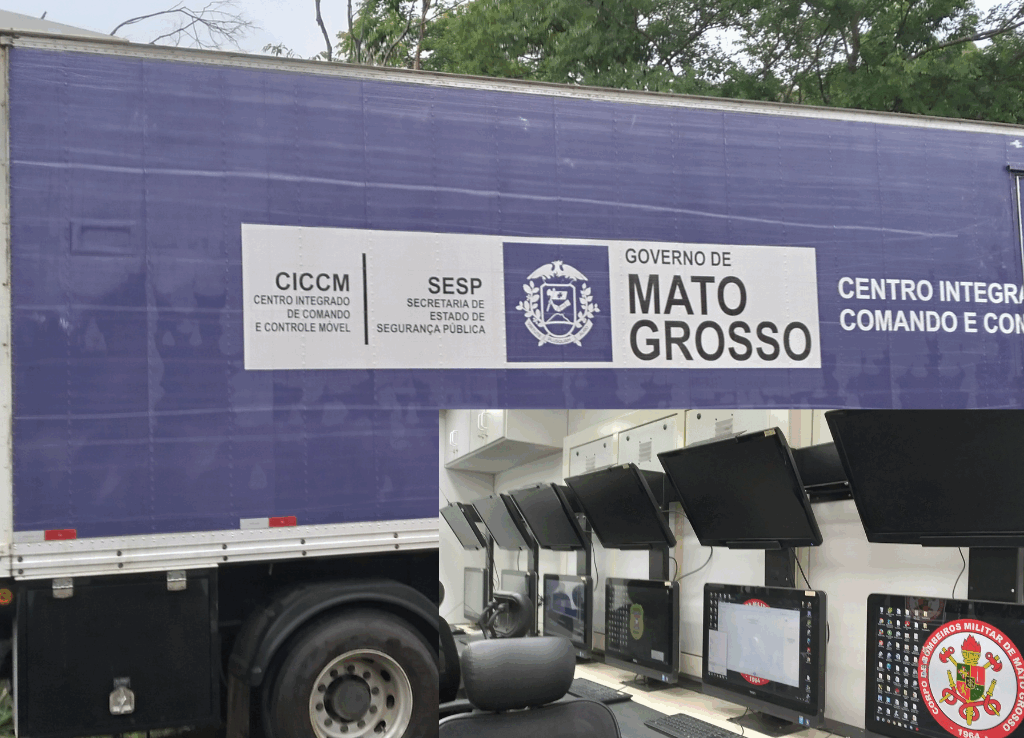 CICCM
CENTRO INTEGRADO
DE COMANDO
E CONTROLE MÓVEL
SESP
SECRETARIA DE
ESTADO DE
SEGURANÇA PÚBLICA
GOVERNO DE
MATO
GROSSO
CENTRO INTEGRA
COMANDO E CON
CORPO DE BOMBEIROS MILITAR DE MATO GROSSO
- 1964 -
1964